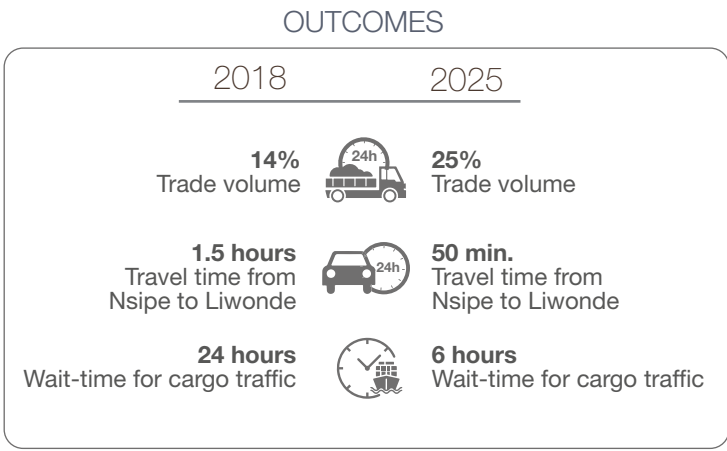 OUTCOMES
2018 2025
14% 24h 25%
Trade volume Trade volume
1.5 hours 50 min.
Travel time from 24h Travel time from
Nsipe to Liwonde Nsipe to Liwonde
24 hours 6 hours
Wait-time for cargo traffic Wait-time for cargo traffic